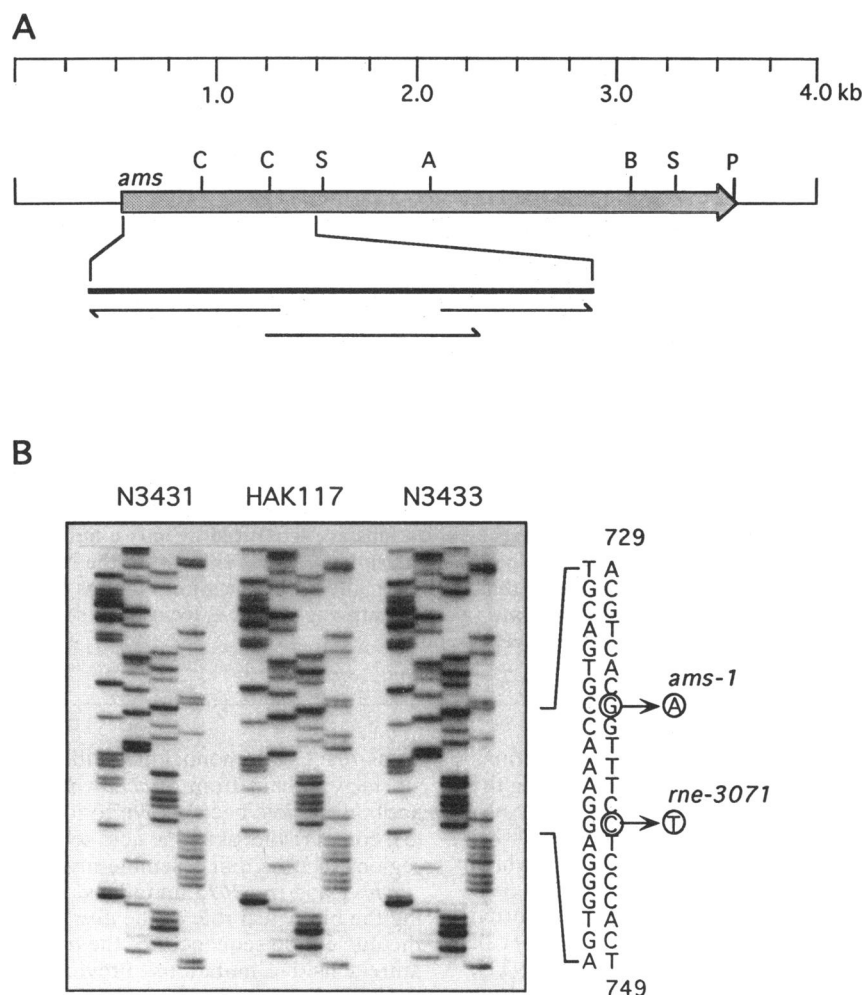 A
1.0 2.0 3.0 4.0 kb
ams C C S A B S P
B
N3431 HAK117 N3433
729
T A
G C
C G
A T
G C
T A
G C ams-1
C G A
C G
A T
A T
A T
G C rne-3071
G C T
A T
G C
G C
G C
T A
G C
A T
749